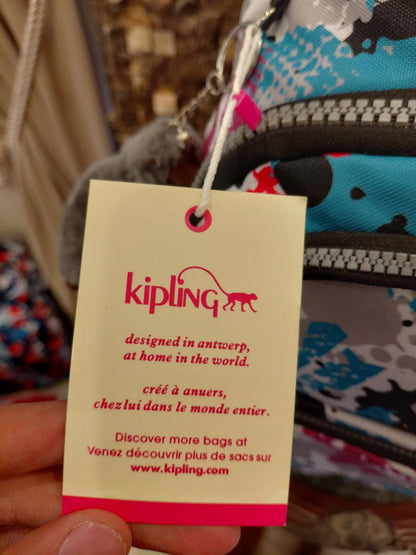 kipling
designed in antwerp,
at home in the world.
créé à anuers,
chez lui dans le monde entier.
Discover more bags at
Venez découvrir plus de sacs sur
www.kipling.com